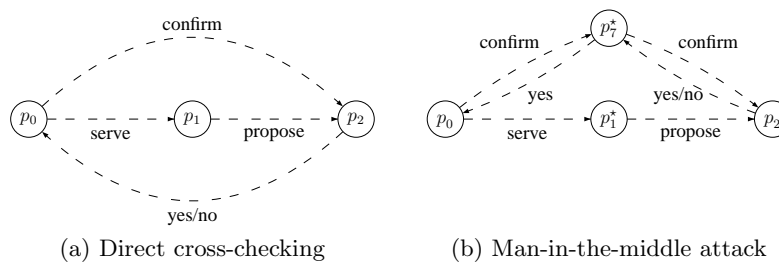 confirm
p0
serve
p1
propose
p2
yes/no
(a) Direct cross-checking
p⋆7
confirm
confirm
yes
yes/no
p0
serve
p⋆1
propose
p2
(b) Man-in-the-middle attack